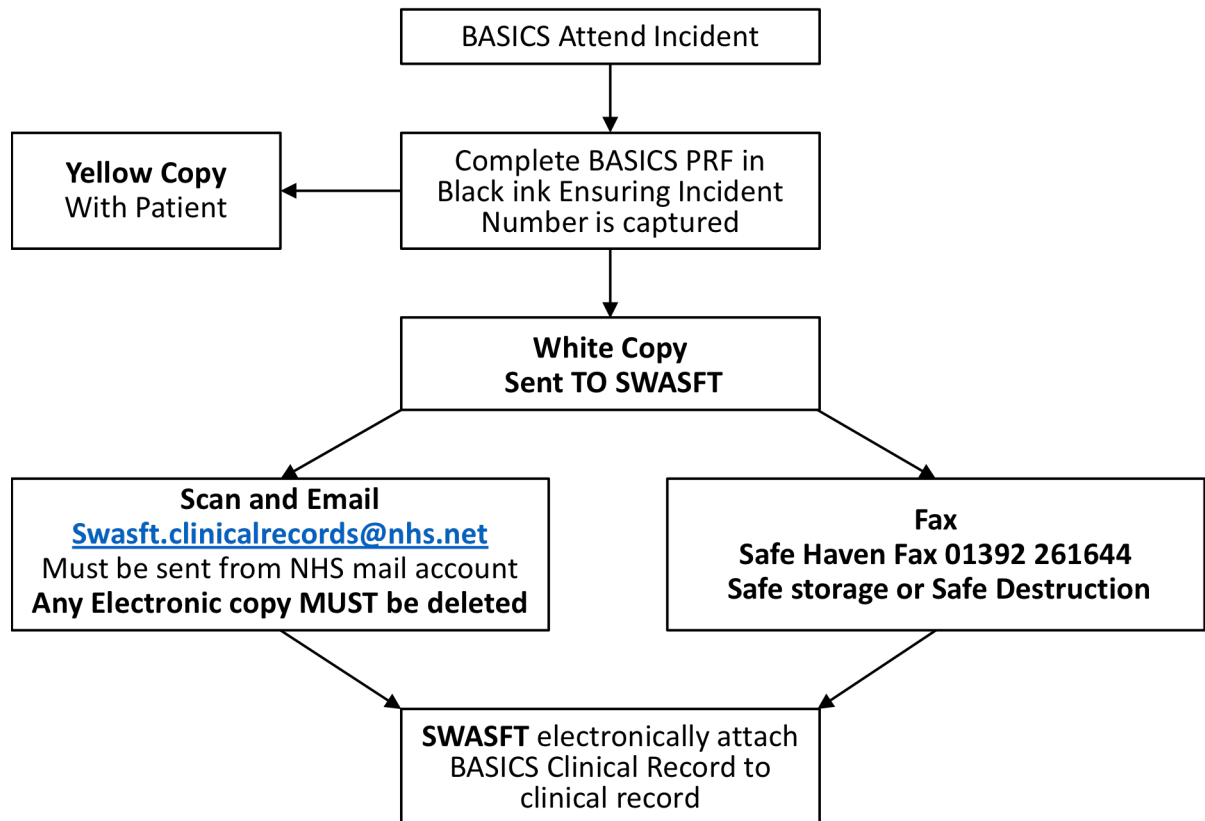 BASICS Attend Incident
Yellow Copy
With Patient
Complete BASICS PRF in
Black ink Ensuring Incident
Number is captured
White Copy
Sent TO SWASFT
Scan and Email
Swasft.clinicalrecords@nhs.net
Must be sent from NHS mail account
Any Electronic copy MUST be deleted
Fax
Safe Haven Fax 01392 261644
Safe storage or Safe Destruction
SWASFT electronically attach
BASICS Clinical Record to
clinical record